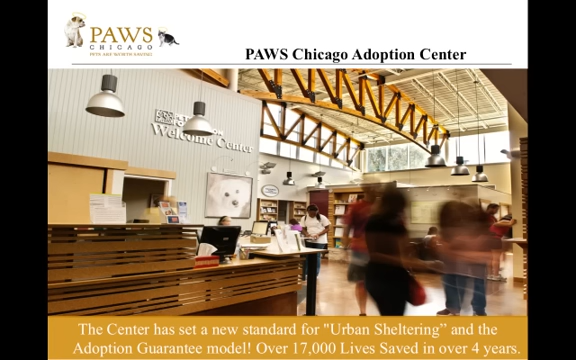 PAWS
CHICAGO
PETS ARE WORTH SAVING
PAWS Chicago Adoption Center
Welcome Center
The Center has set a new standard for "Urban Sheltering” and the
Adoption Guarantee model! Over 17,000 Lives Saved in over 4 years.